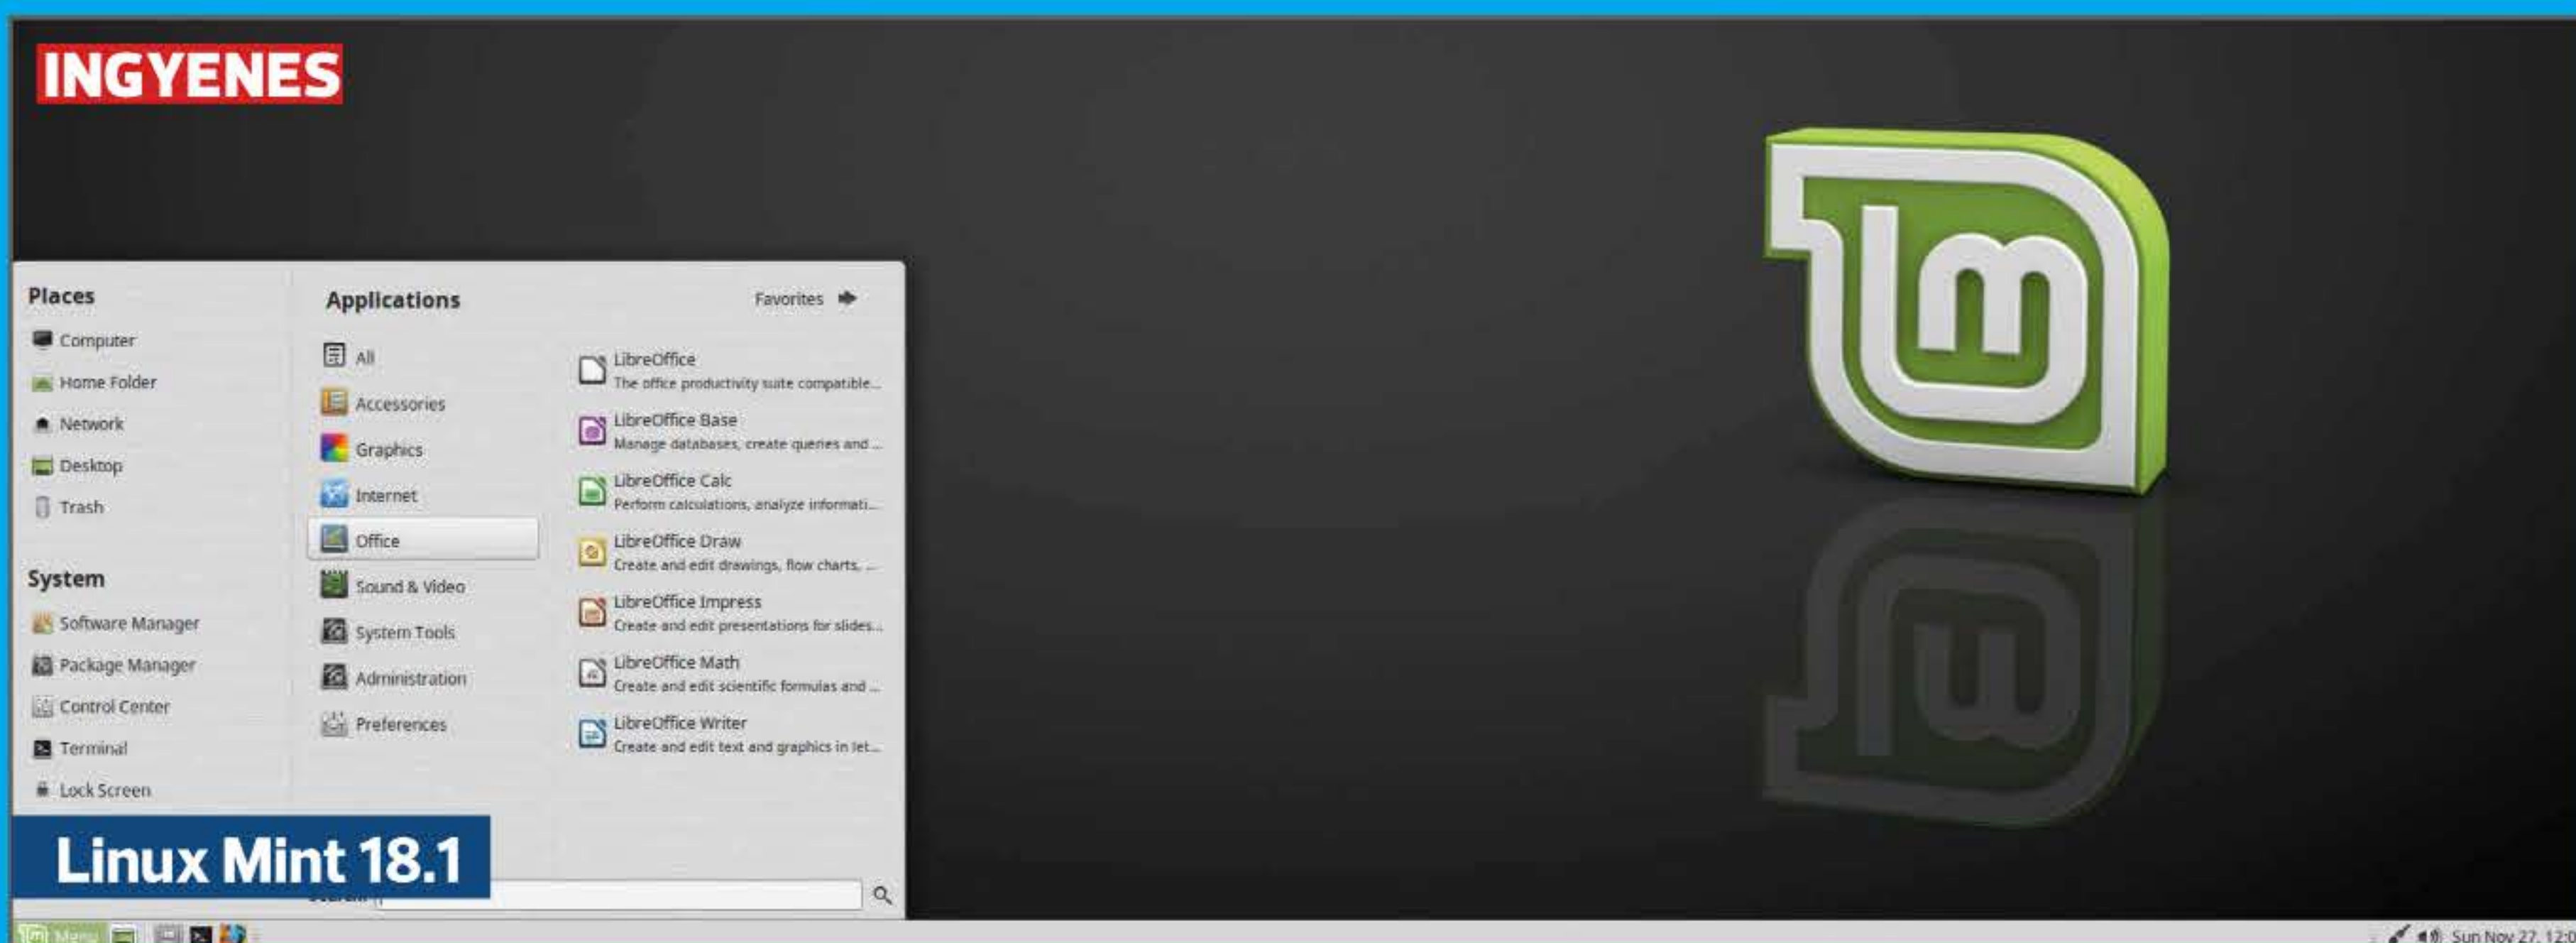 INGYENES
Places
Computer
Home Folder
Network
Desktop
Trash
System
Software Manager
Package Manager
Control Center
Terminal
Lock Screen
Applications
Favorites
All
Accessories
Graphics
Internet
Office
Sound & Video
System Tools
Administration
Preferences
LibreOffice
The office productivity suite compatible...
LibreOffice Base
Manage databases, create queries and ...
LibreOffice Calc
Perform calculations, analyze informati...
LibreOffice Draw
Create and edit drawings, flow charts, ...
LibreOffice Impress
Create and edit presentations for slides...
LibreOffice Math
Create and edit scientific formulas and ...
LibreOffice Writer
Create and edit text and graphics in let...
Linux Mint 18.1
Menu
Sun Nov 27, 12:0
lm